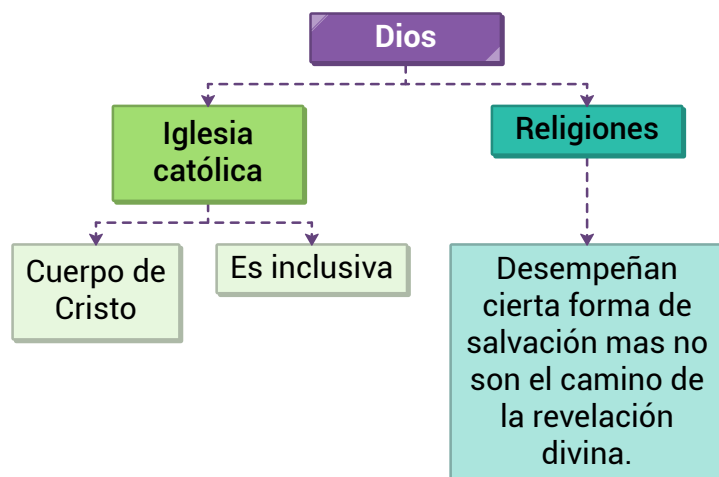 Dios
Iglesia
católica
Religiones
Cuerpo de
Cristo
Es inclusiva
Desempeñan
cierta forma de
salvación mas no
son el camino de
la revelación
divina.